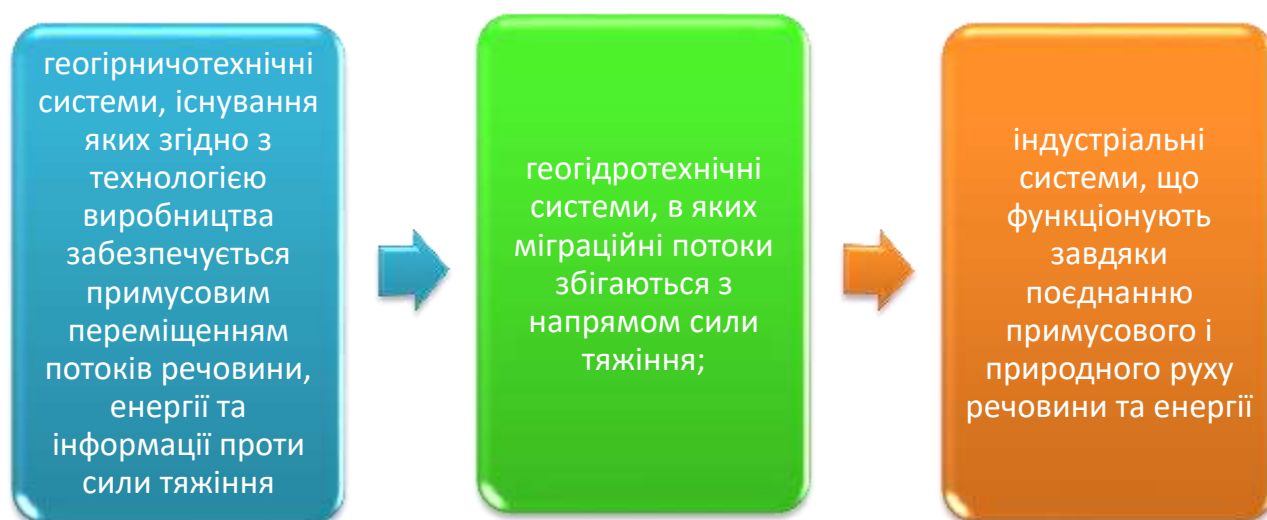 геогірничотехнічні
системи, існування
яких згідно з
технологією
виробництва
забезпечується
примусовим
переміщенням
потоків речовини,
енергії та
інформації проти
сили тяжіння
геогідротехнічні
системи, в яких
міграційні потоки
збігаються з
напрямом сили
тяжіння;
індустріальні
системи, що
функціонують
завдяки
поєднанню
примусового і
природного руху
речовини та енергії